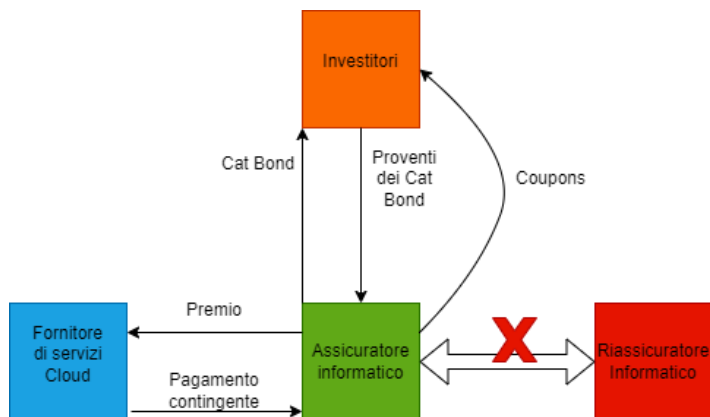 Investitori
Cat Bond
Proventi
dei Cat
Bond
Coupons
Premio
Fornitore
di servizi
Cloud
Pagamento
contingente
Assicuratore
informatico
X
Riassicuratore
Informatico